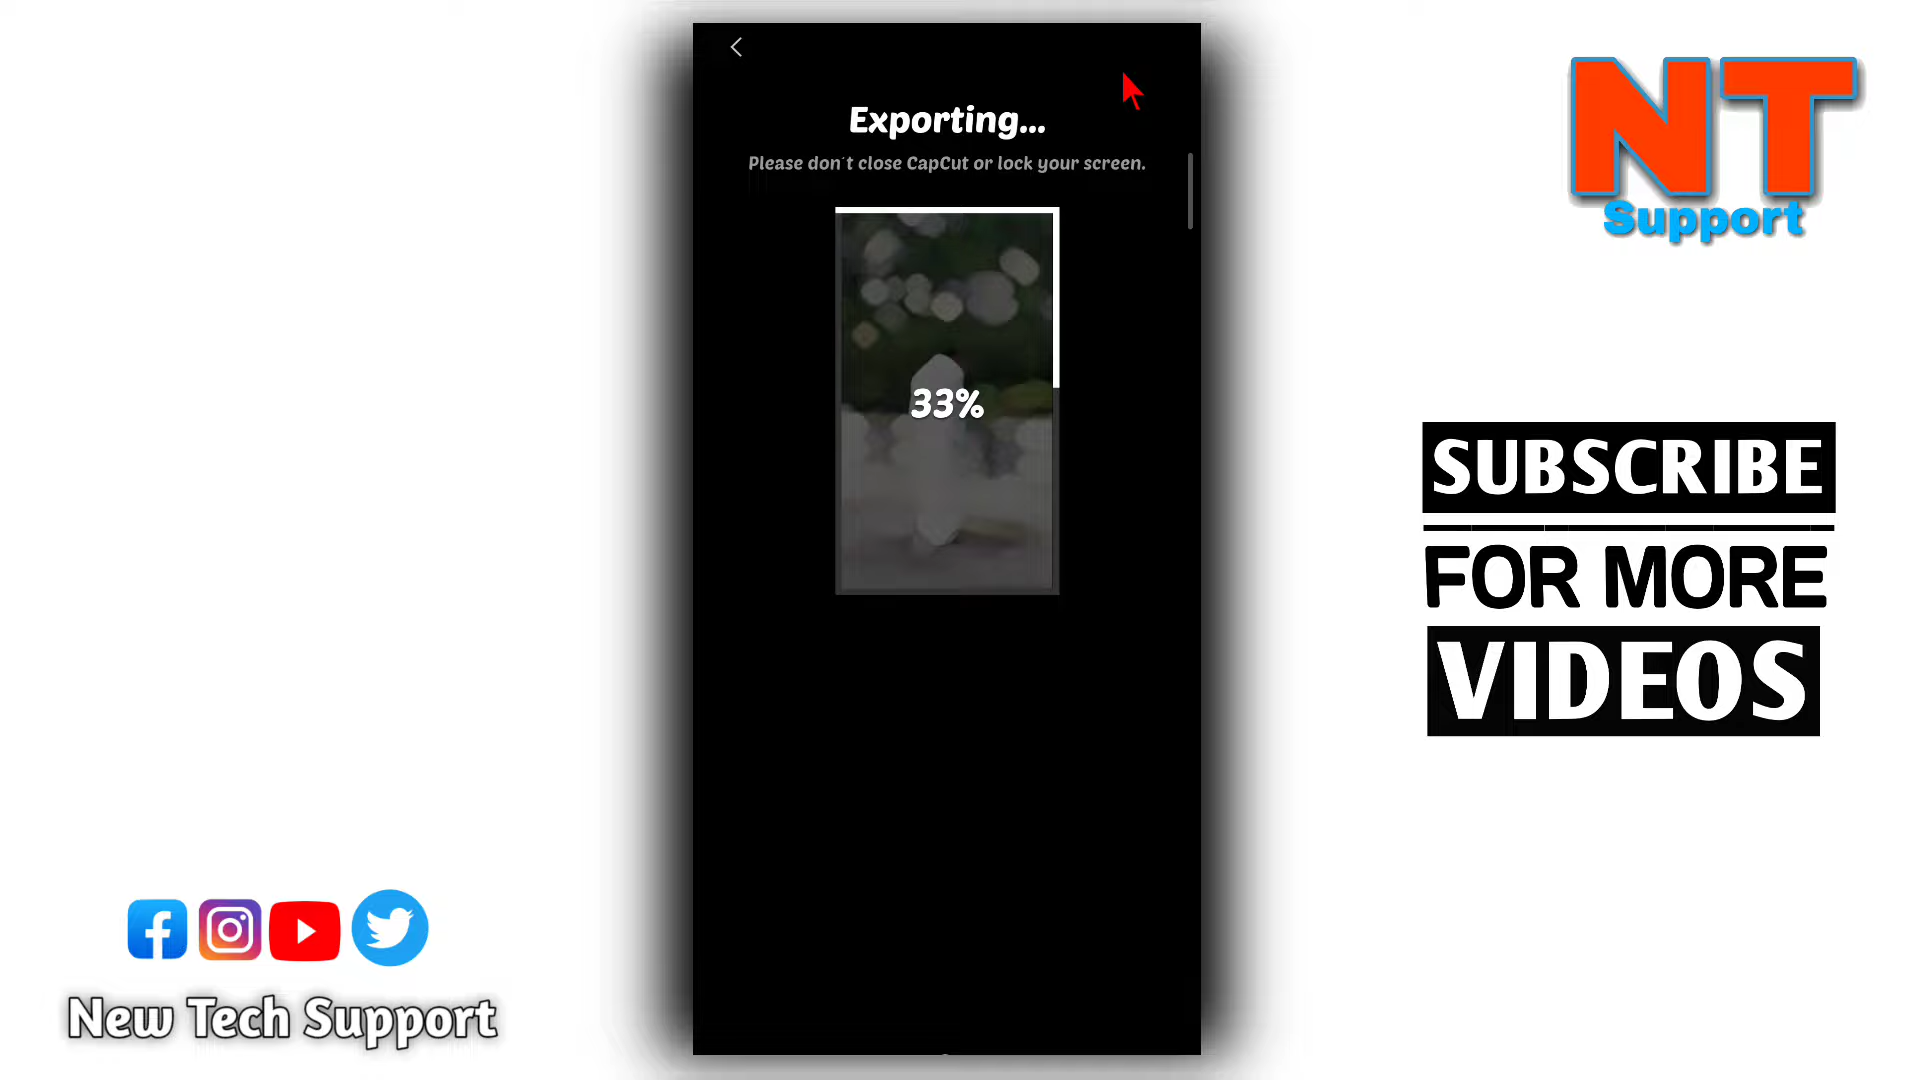 Exporting...
Please don't close CapCut or lock your screen.
33%
NT
Support
SUBSCRIBE
FOR MORE
VIDEOS
New Tech Support